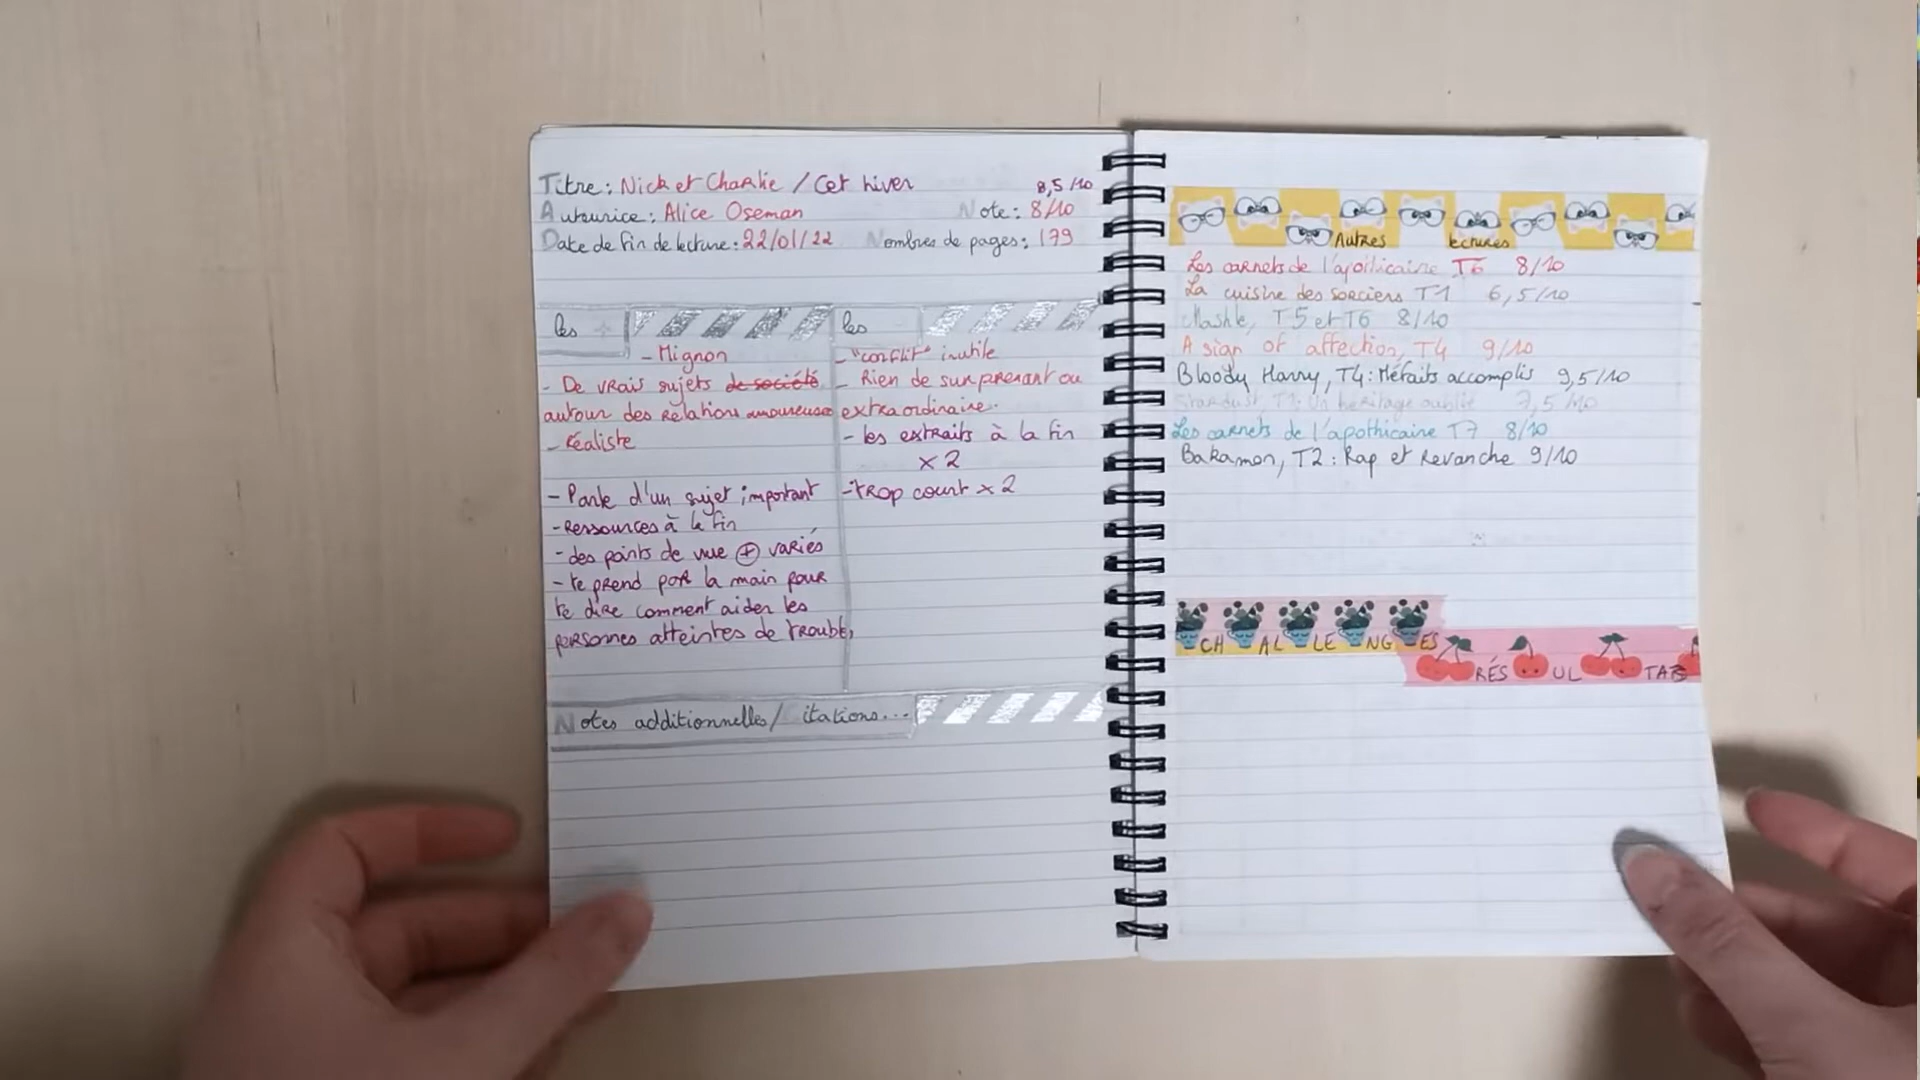 Titre : Nick et Charlie / Cet hiver 8,5/10
Auteurice : Alice Oseman Note : 8/10
Date de fin de lecture : 22/01/22 Nombres de pages : 179
les +
- Mignon
- De vrais sujets de société
autour des relations amoureuses
- Réaliste
- Parle d'un sujet important
- Ressources à la fin
- des points de vue + variés
- te prend par la main pour
te dire comment aider les
personnes atteintes de trouble,
les -
- "conflit" inutile
- Rien de surprenant ou
extraordinaire.
- les extraits à la fin
x 2
- trop court x 2
Notes additionnelles / Citations...
Autres lectures
Les carnets de l'apothicaire T6 8/10
La cuisine des sorciers T1 6,5/10
Mashle, T5 et T6 8/10
A sign of affection, T4 9/10
Bloody Harry, T4 : Méfaits accomplis 9,5/10
Stardust, T1 : Un héritage oublié 7,5/10
Les carnets de l'apothicaire T7 8/10
Bakamon, T2 : Rap et Revanche 9/10
CHALLENGES
RÉSULTATS